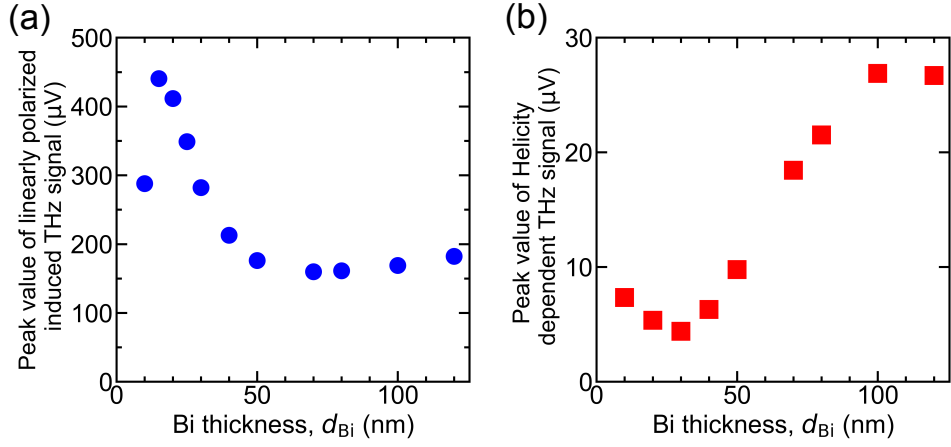 (a)
Peak value of linearly polarized
induced THz signal (µV)
500
400
300
200
100
0
0
50
100
Bi thickness, dBi (nm)
(b)
Peak value of Helicity
dependent THz signal (µV)
30
20
10
0
0
50
100
Bi thickness, dBi (nm)